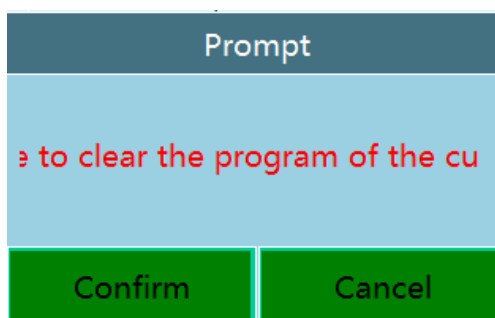 Prompt
e to clear the program of the cu
Confirm
Cancel